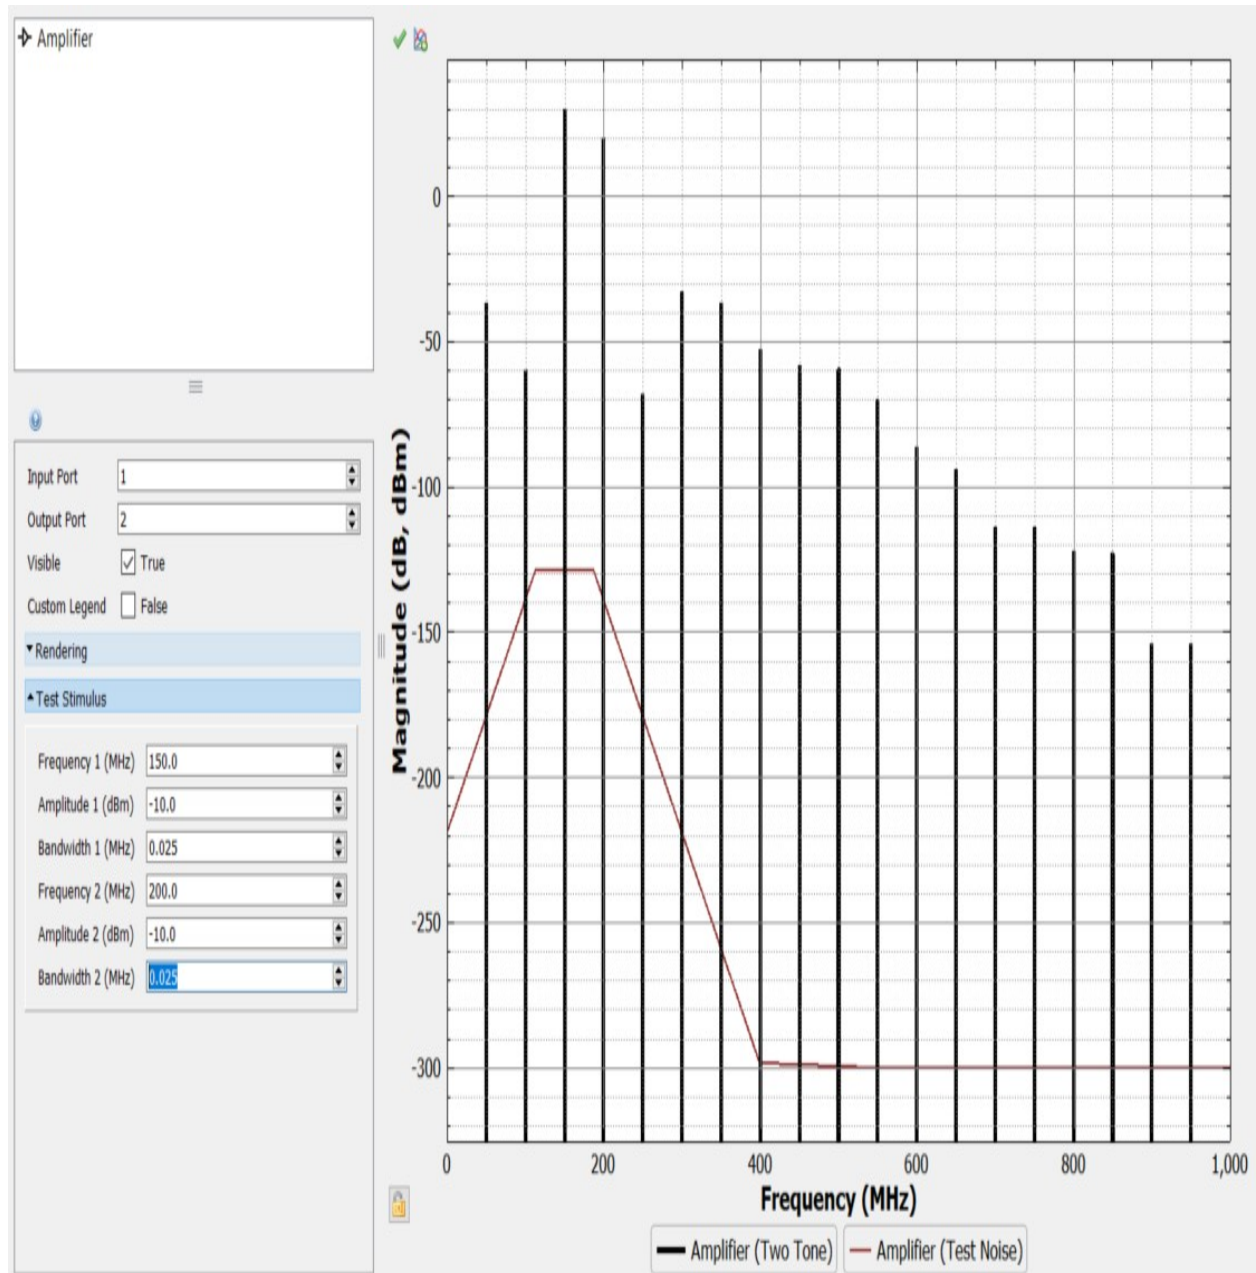 Amplifier
Input Port 1
Output Port 2
Visible True
Custom Legend False
Rendering
Test Stimulus
Frequency 1 (MHz) 150.0
Amplitude 1 (dBm) -10.0
Bandwidth 1 (MHz) 0.025
Frequency 2 (MHz) 200.0
Amplitude 2 (dBm) -10.0
Bandwidth 2 (MHz) 0.025
Magnitude (dB, dBm)
0
-50
-100
-150
-200
-250
-300
0 200 400 600 800 1,000
Frequency (MHz)
Amplifier (Two Tone) Amplifier (Test Noise)